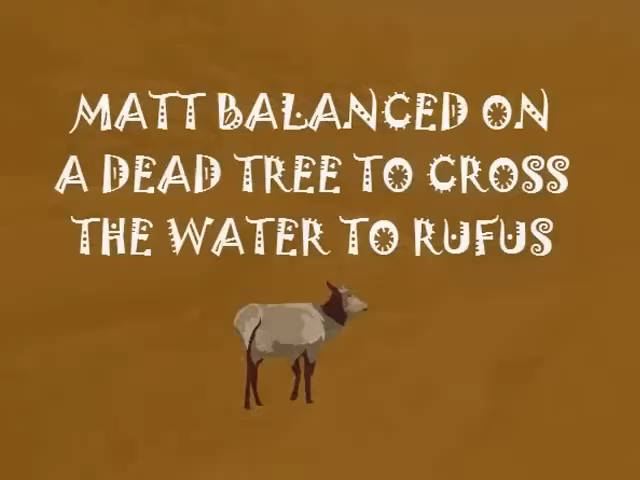 MATT BALANCED ON
A DEAD TREE TO CROSS
THE WATER TO RUFUS